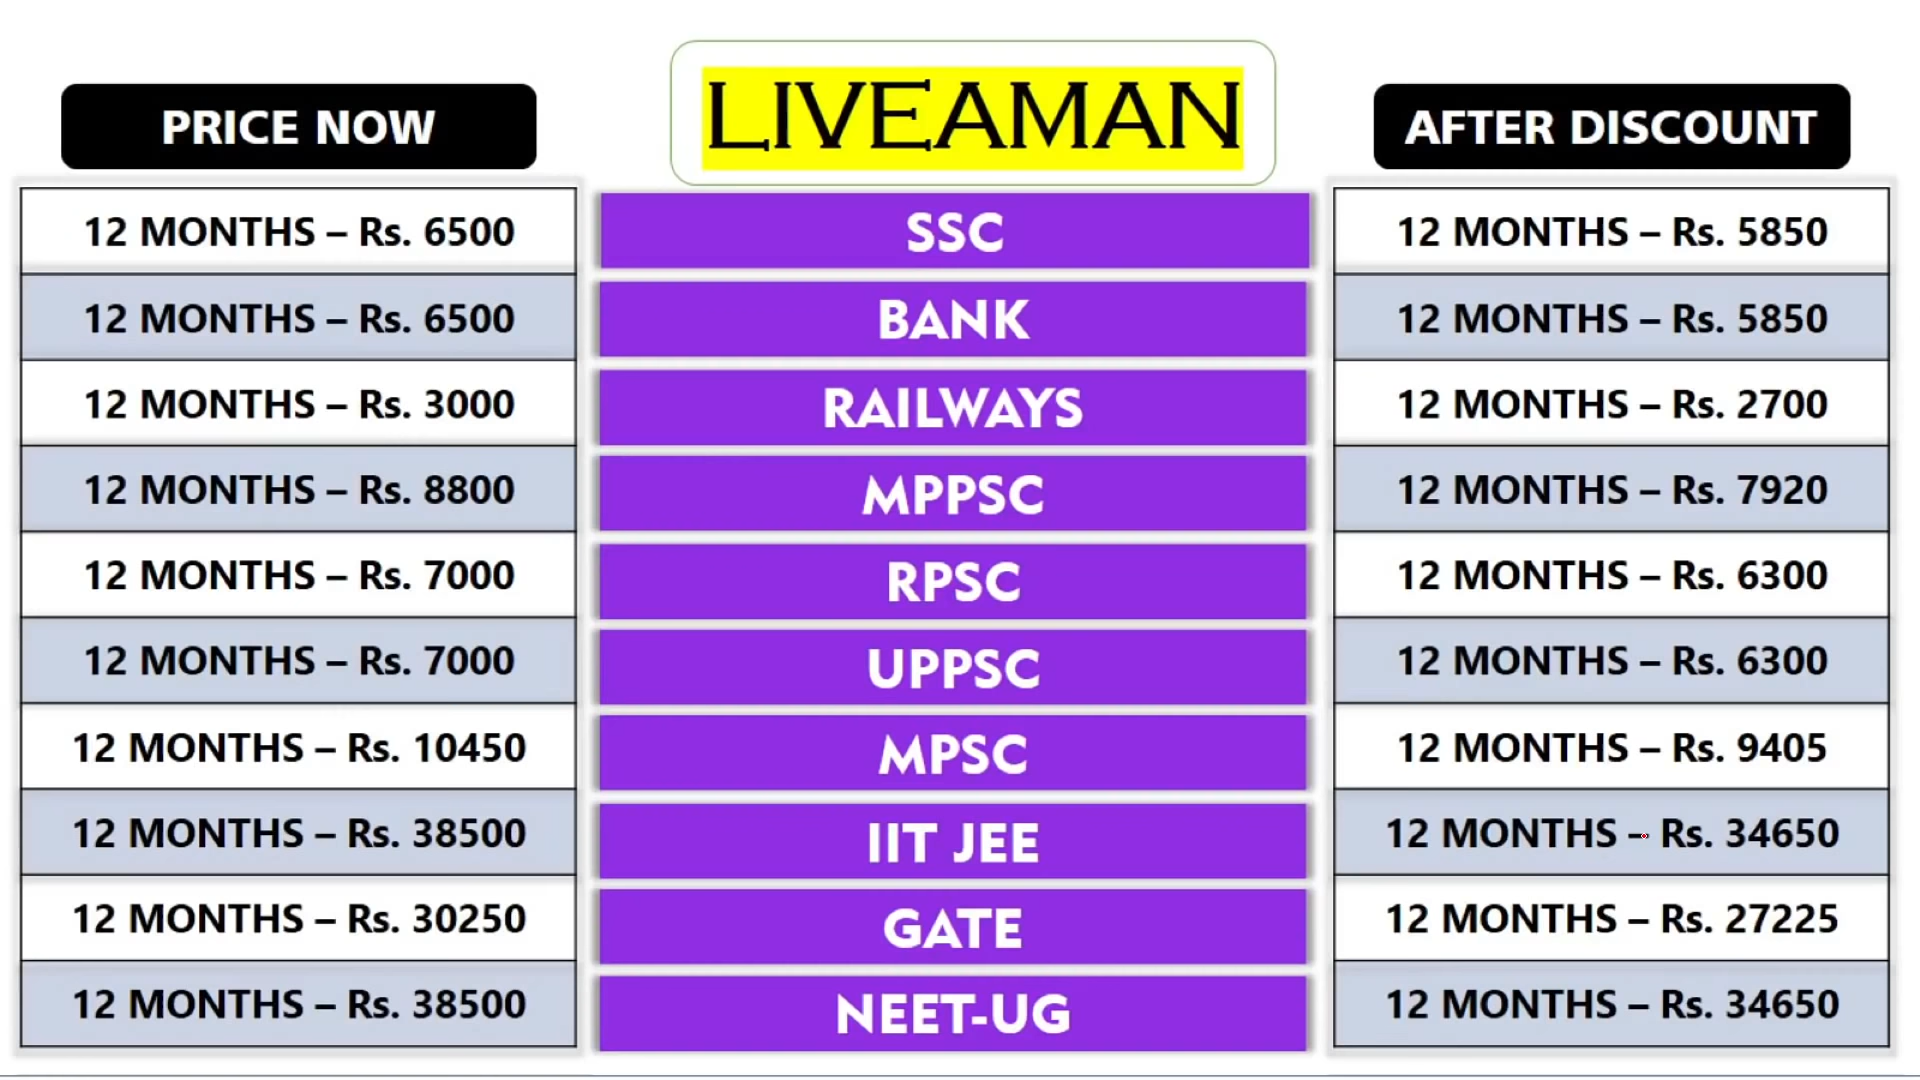 PRICE NOW
LIVEAMAN
AFTER DISCOUNT
12 MONTHS – Rs. 6500
SSC
12 MONTHS – Rs. 5850
12 MONTHS – Rs. 6500
BANK
12 MONTHS – Rs. 5850
12 MONTHS – Rs. 3000
RAILWAYS
12 MONTHS – Rs. 2700
12 MONTHS – Rs. 8800
MPPSC
12 MONTHS – Rs. 7920
12 MONTHS – Rs. 7000
RPSC
12 MONTHS – Rs. 6300
12 MONTHS – Rs. 7000
UPPSC
12 MONTHS – Rs. 6300
12 MONTHS – Rs. 10450
MPSC
12 MONTHS – Rs. 9405
12 MONTHS – Rs. 38500
IIT JEE
12 MONTHS – Rs. 34650
12 MONTHS – Rs. 30250
GATE
12 MONTHS – Rs. 27225
12 MONTHS – Rs. 38500
NEET-UG
12 MONTHS – Rs. 34650